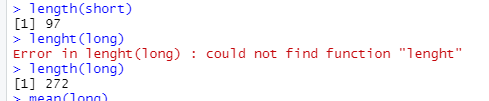 > length(short)
[1] 97
> lenght(long)
Error in lenght(long) : could not find function "lenght"
> length(long)
[1] 272
> mean(long)